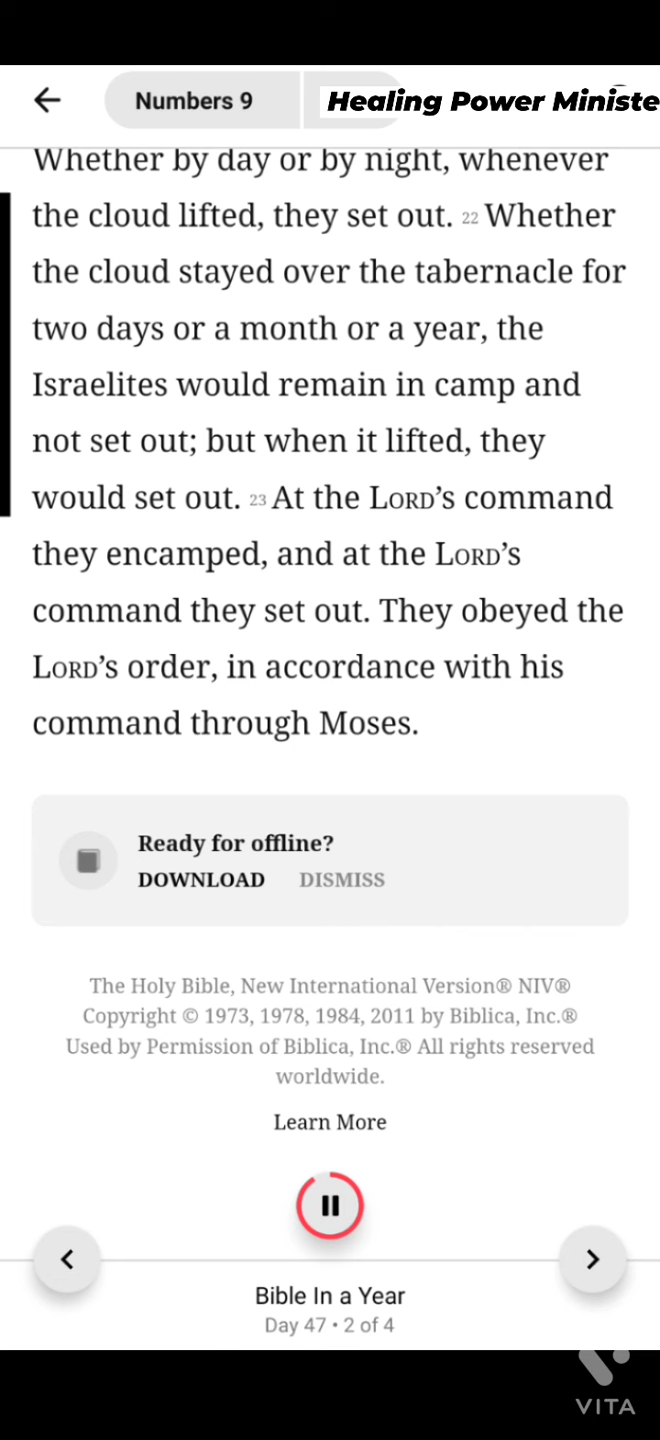 Numbers 9
Healing Power Ministe
Whether by day or by night, whenever
the cloud lifted, they set out. 22 Whether
the cloud stayed over the tabernacle for
two days or a month or a year, the
Israelites would remain in camp and
not set out; but when it lifted, they
would set out. 23 At the LORD’s command
they encamped, and at the LORD’s
command they set out. They obeyed the
LORD’s order, in accordance with his
command through Moses.
Ready for offline?
DOWNLOAD DISMISS
The Holy Bible, New International Version® NIV®
Copyright © 1973, 1978, 1984, 2011 by Biblica, Inc.®
Used by Permission of Biblica, Inc.® All rights reserved
worldwide.
Learn More
Bible In a Year
Day 47 • 2 of 4
VITA